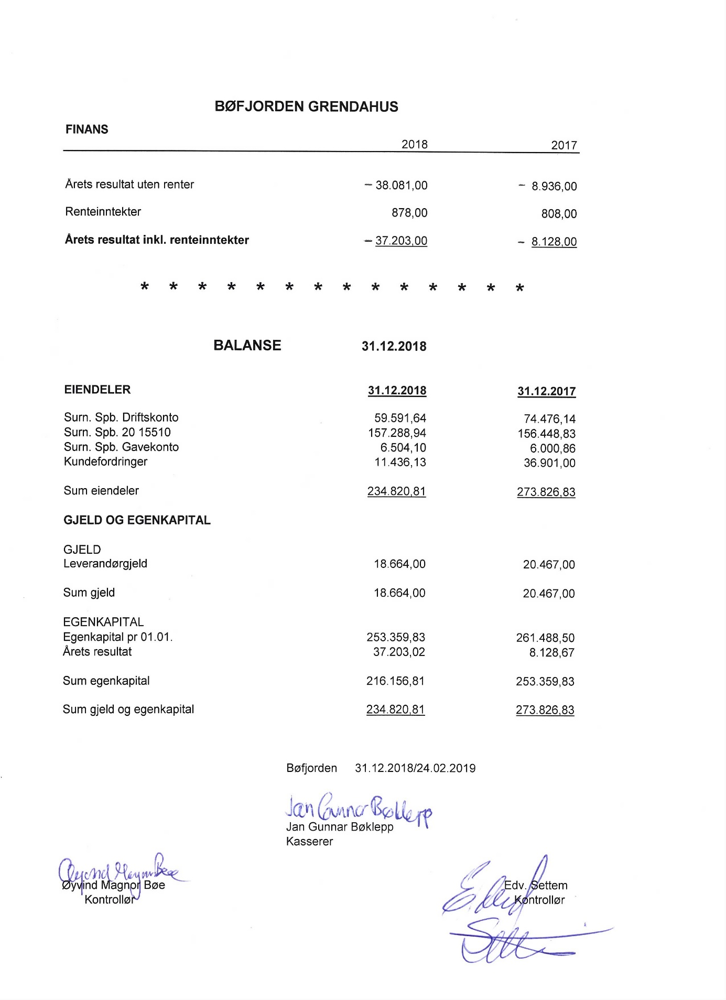 BØFJORDEN GRENDAHUS
FINANS
2018 2017
Årets resultat uten renter – 38.081,00 – 8.936,00
Renteinntekter 878,00 808,00
Årets resultat inkl. renteinntekter – 37.203,00 – 8.128,00
* * * * * * * * * * * * * *
BALANSE 31.12.2018
EIENDELER 31.12.2018 31.12.2017
Surn. Spb. Driftskonto 59.591,64 74.476,14
Surn. Spb. 20 15510 157.288,94 156.448,83
Surn. Spb. Gavekonto 6.504,10 6.000,86
Kundefordringer 11.436,13 36.901,00
Sum eiendeler 234.820,81 273.826,83
GJELD OG EGENKAPITAL
GJELD
Leverandørgjeld 18.664,00 20.467,00
Sum gjeld 18.664,00 20.467,00
EGENKAPITAL
Egenkapital pr 01.01. 253.359,83 261.488,50
Årets resultat 37.203,02 8.128,67
Sum egenkapital 216.156,81 253.359,83
Sum gjeld og egenkapital 234.820,81 273.826,83
Bøfjorden 31.12.2018/24.02.2019
Jan Gunnar Bøklepp
Jan Gunnar Bøklepp
Kasserer
Øyvind Magnor Bøe
Øyvind Magnor Bøe
Kontrollør
Edv. Settem
Kontrollør